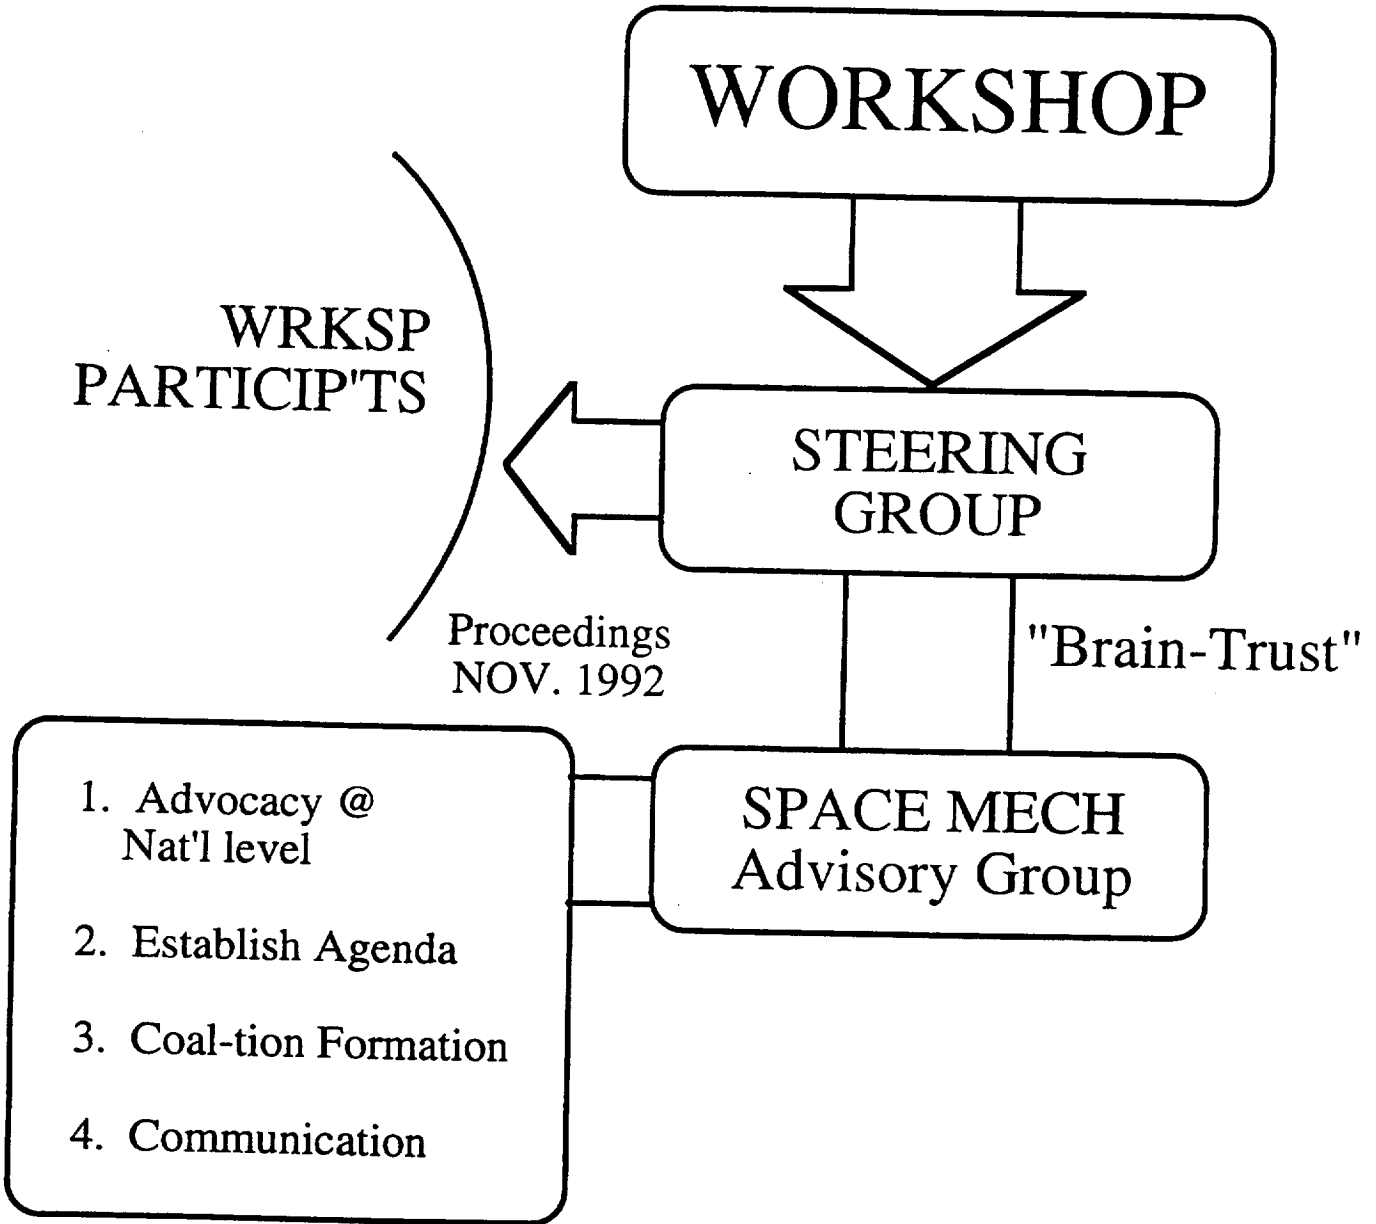 WORKSHOP
WRKSP
PARTICIP'TS
STEERING
GROUP
Proceedings
NOV. 1992
"Brain-Trust"
SPACE MECH
Advisory Group
1. Advocacy @
Nat'l level
2. Establish Agenda
3. Coal-tion Formation
4. Communication